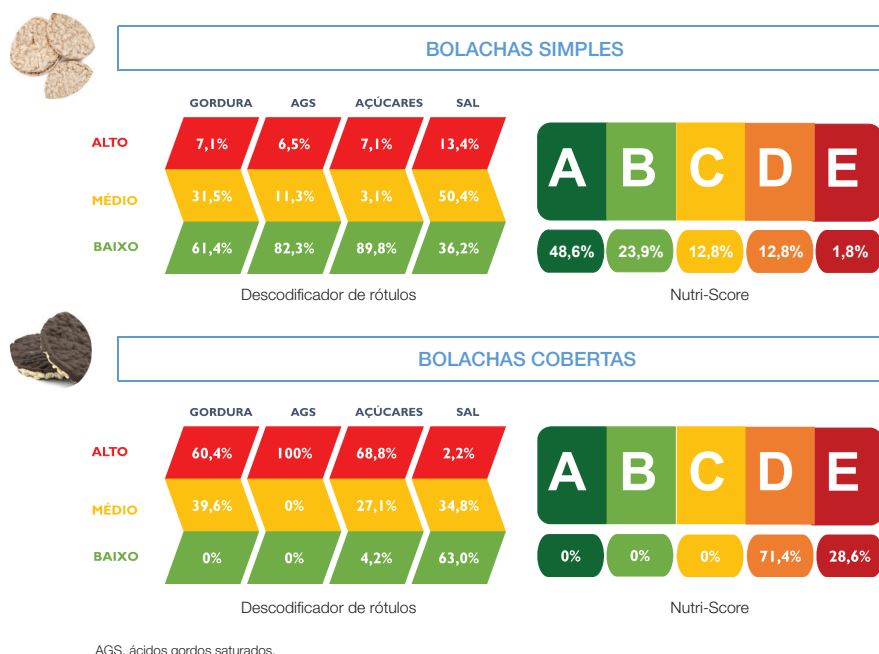 BOLACHAS SIMPLES
GORDURA AGS AÇÚCARES SAL
ALTO 7,1% 6,5% 7,1% 13,4%
MÉDIO 31,5% 11,3% 3,1% 50,4%
BAIXO 61,4% 82,3% 89,8% 36,2%
Descodificador de rótulos
A B C D E
48,6% 23,9% 12,8% 12,8% 1,8%
Nutri-Score
BOLACHAS COBERTAS
GORDURA AGS AÇÚCARES SAL
ALTO 60,4% 100% 68,8% 2,2%
MÉDIO 39,6% 0% 27,1% 34,8%
BAIXO 0% 0% 4,2% 63,0%
Descodificador de rótulos
A B C D E
0% 0% 0% 71,4% 28,6%
Nutri-Score
AGS, ácidos gordos saturados.